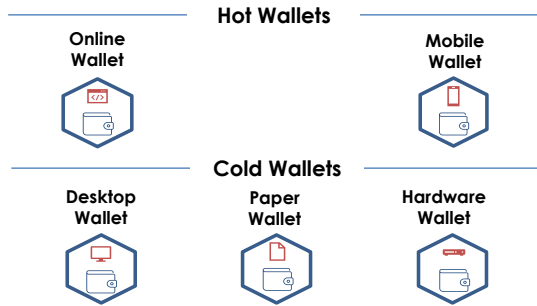 Hot Wallets
Online
Wallet
Mobile
Wallet
</>
Cold Wallets
Desktop
Wallet
Paper
Wallet
Hardware
Wallet